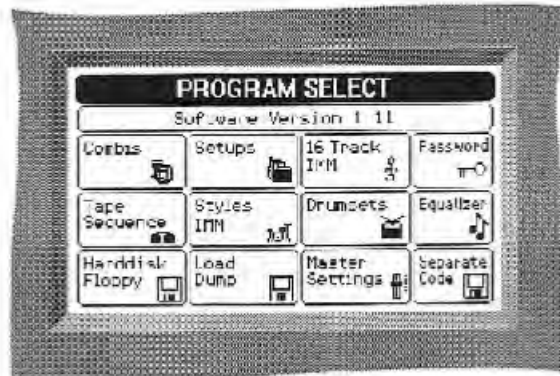 PROGRAM SELECT
Software Version 1 11
Combis
Setups
16 Track
IMM
Password
Tape
Sequence
Styles
IMM
Drumsets
Equalizer
Harddisk
Floppy
Load
Dump
Master
Settings
Separate
Code